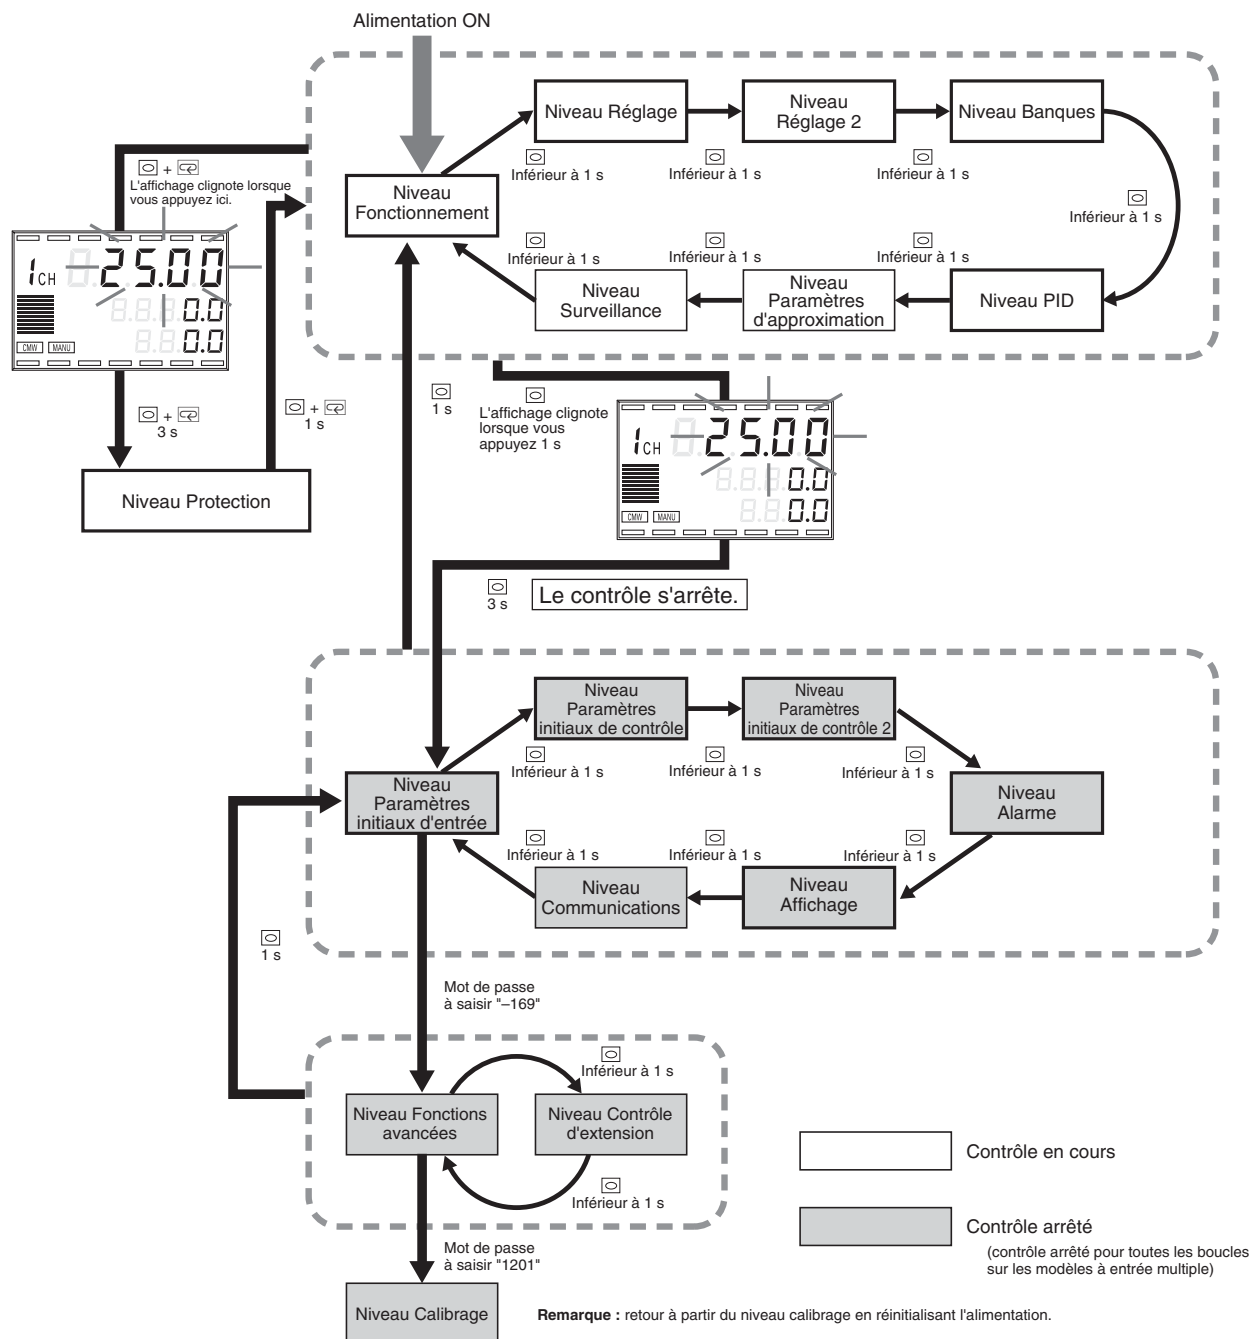 Alimentation ON
Niveau Réglage
Niveau
Réglage 2
Niveau Banques
Inférieur à 1 s
Inférieur à 1 s
Inférieur à 1 s
+
L'affichage clignote lorsque
vous appuyez ici.
Niveau
Fonctionnement
Inférieur à 1 s
Inférieur à 1 s
Inférieur à 1 s
Inférieur à 1 s
1CH
25.00
0.0
0.0
CMW
MANU
Niveau
Surveillance
Niveau
Paramètres
d'approximation
Niveau PID
+
3 s
+
1 s
1 s
L'affichage clignote
lorsque vous
appuyez 1 s
1CH
25.00
0.0
0.0
CMW
MANU
Niveau Protection
3 s
Le contrôle s'arrête.
Niveau
Paramètres
initiaux de contrôle
Niveau
Paramètres
initiaux de contrôle 2
Inférieur à 1 s
Inférieur à 1 s
Inférieur à 1 s
Niveau
Paramètres
initiaux d'entrée
Niveau
Alarme
Inférieur à 1 s
Inférieur à 1 s
Inférieur à 1 s
Niveau
Communications
Niveau
Affichage
1 s
Mot de passe
à saisir "–169"
Inférieur à 1 s
Niveau Fonctions
avancées
Niveau Contrôle
d'extension
Inférieur à 1 s
Contrôle en cours
Contrôle arrêté
(contrôle arrêté pour toutes les boucles
sur les modèles à entrée multiple)
Mot de passe
à saisir "1201"
Niveau Calibrage
Remarque : retour à partir du niveau calibrage en réinitialisant l'alimentation.